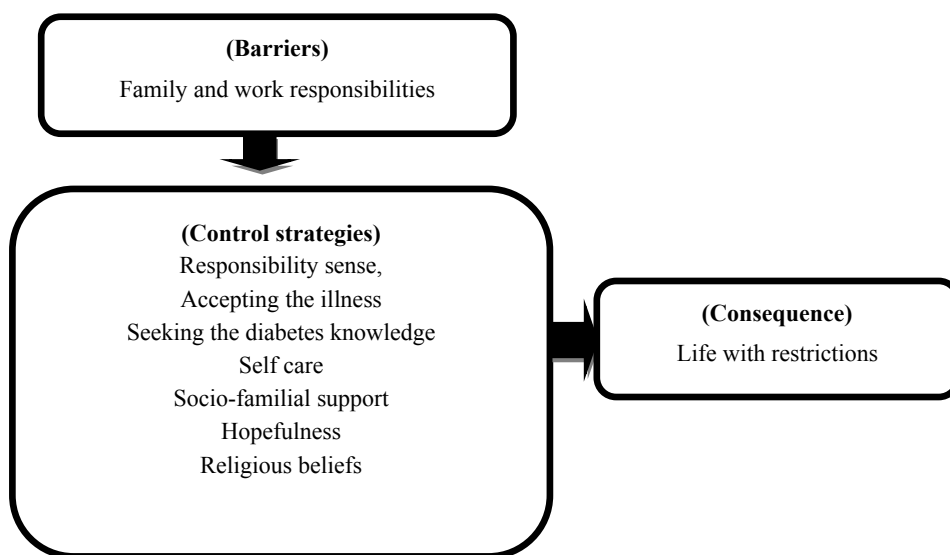 (Barriers)
Family and work responsibilities
(Control strategies)
Responsibility sense,
Accepting the illness
Seeking the diabetes knowledge
Self care
Socio-familial support
Hopefulness
Religious beliefs
(Consequence)
Life with restrictions